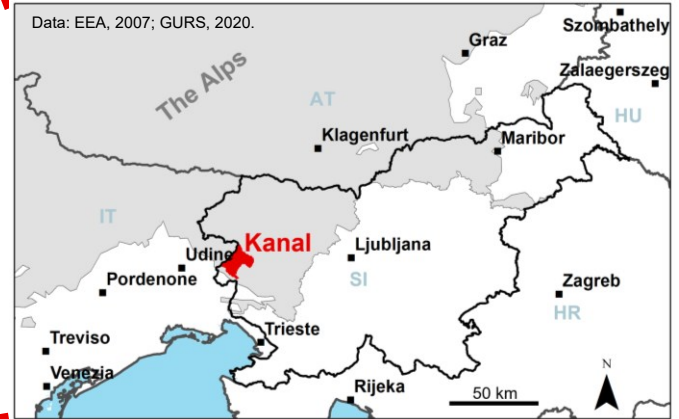 Data: EEA, 2007; GURS, 2020.
Graz
Szombathely
Zalaegerszeg
The Alps
AT
HU
Klagenfurt
Maribor
IT
Kanal
Udine
Ljubljana
Pordenone
SI
Zagreb
HR
Treviso
Trieste
Venezia
Rijeka
50 km
N